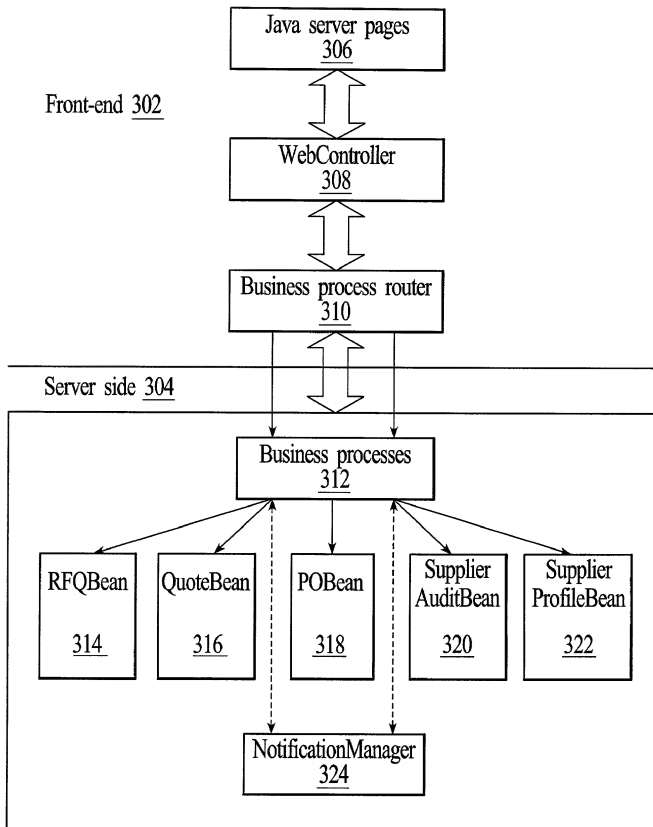 Java server pages
306
Front-end 302
WebController
308
Business process router
310
Server side 304
Business processes
312
RFQBean
314
QuoteBean
316
POBean
318
Supplier
AuditBean
320
Supplier
ProfileBean
322
NotificationManager
324